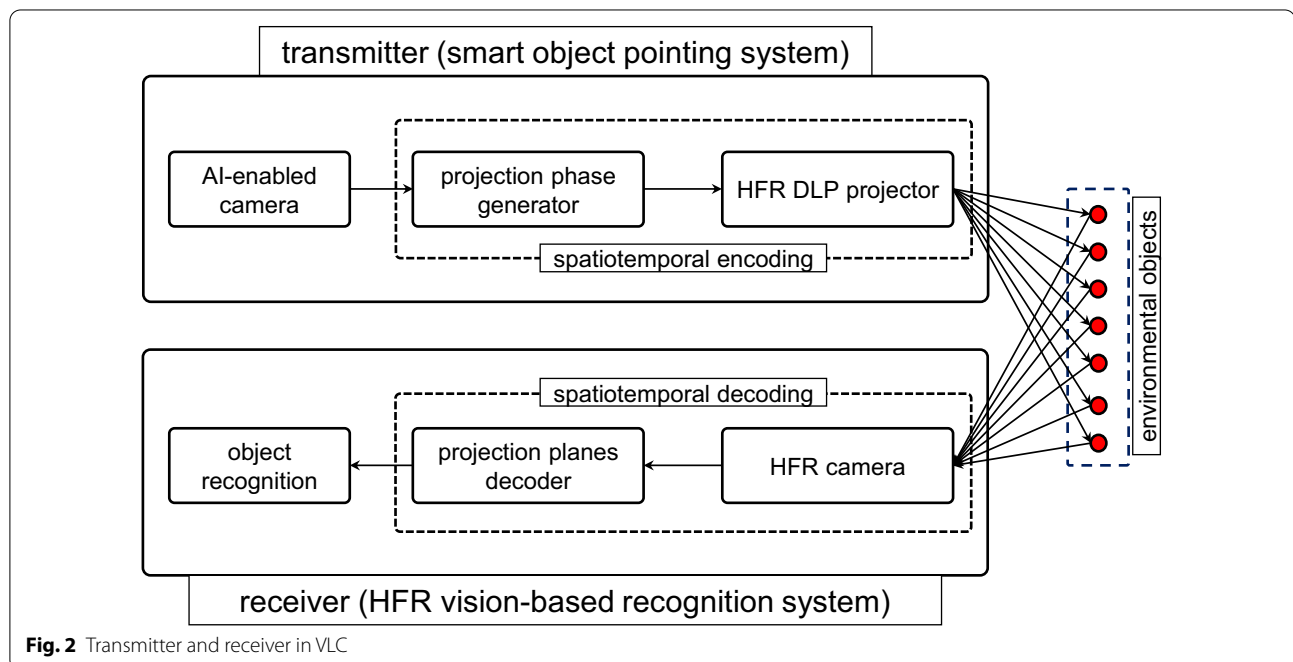 transmitter (smart object pointing system)
AI-enabled
camera
projection phase
generator
HFR DLP projector
spatiotemporal encoding
environmental objects
spatiotemporal decoding
object
recognition
projection planes
decoder
HFR camera
receiver (HFR vision-based recognition system)
Fig. 2 Transmitter and receiver in VLC